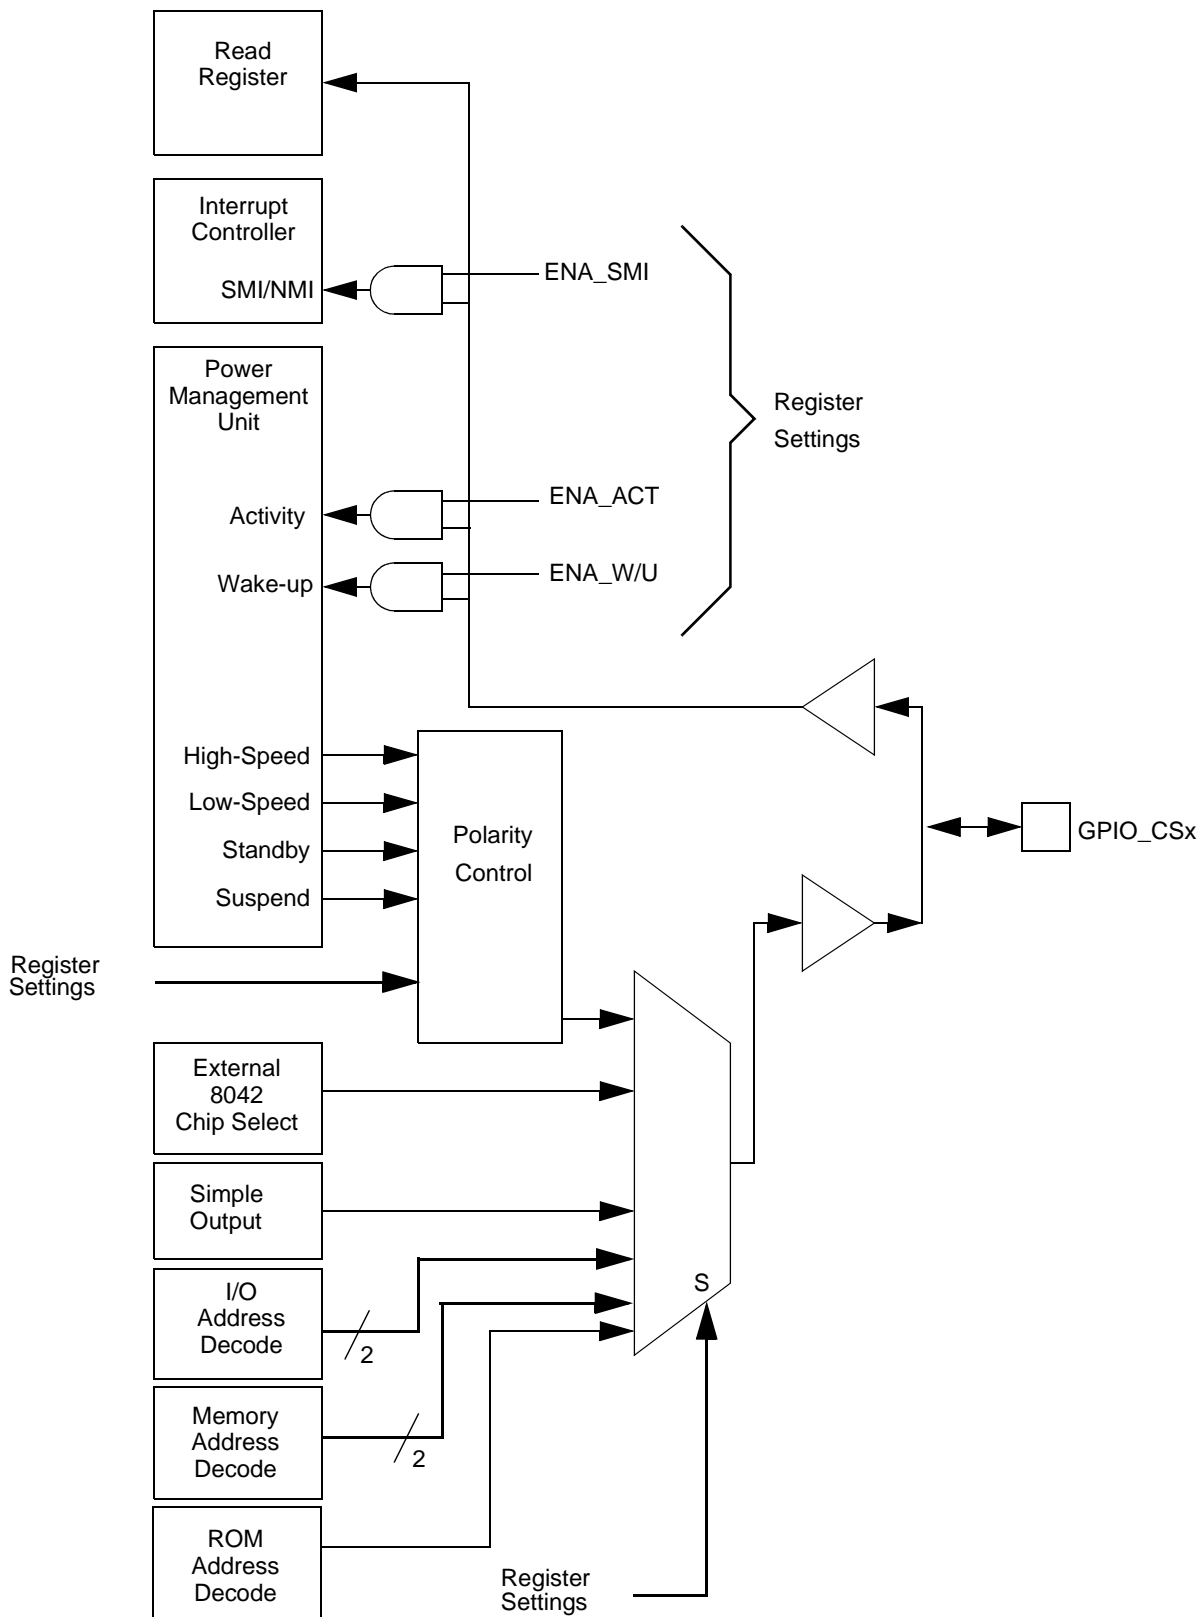 Read
Register
Interrupt
Controller
SMI/NMI
ENA_SMI
Power
Management
Unit
Register
Settings
Activity
ENA_ACT
Wake-up
ENA_W/U
High-Speed
Low-Speed
Standby
Suspend
Polarity
Control
GPIO_CSx
Register
Settings
External
8042
Chip Select
Simple
Output
I/O
Address
Decode
2
S
Memory
Address
Decode
2
ROM
Address
Decode
Register
Settings